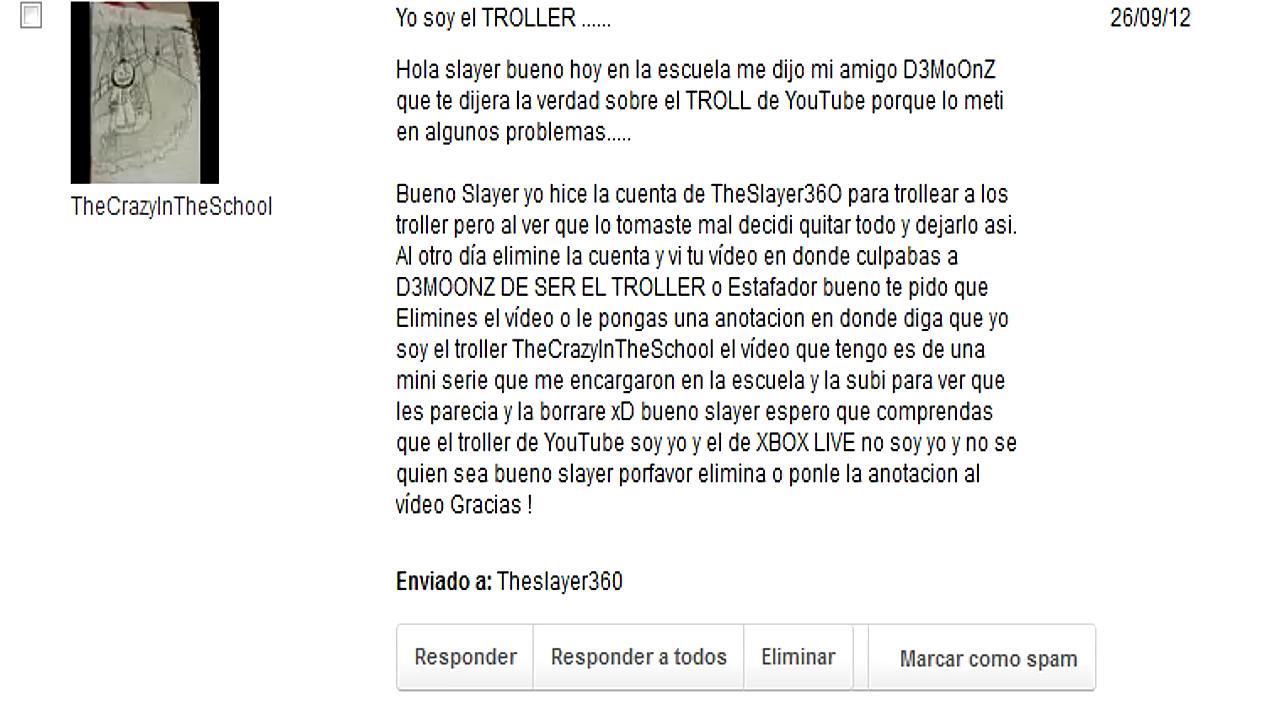 Yo soy el TROLLER ......
26/09/12
Hola slayer bueno hoy en la escuela me dijo mi amigo D3MoOnZ
que te dijera la verdad sobre el TROLL de YouTube porque lo meti
en algunos problemas.....
TheCrazyInTheSchool
Bueno Slayer yo hice la cuenta de TheSlayer36O para trollear a los
troller pero al ver que lo tomaste mal decidi quitar todo y dejarlo asi.
Al otro día elimine la cuenta y vi tu vídeo en donde culpabas a
D3MOONZ DE SER EL TROLLER o Estafador bueno te pido que
Elimines el vídeo o le pongas una anotacion en donde diga que yo
soy el troller TheCrazyInTheSchool el vídeo que tengo es de una
mini serie que me encargaron en la escuela y la subi para ver que
les parecia y la borrare xD bueno slayer espero que comprendas
que el troller de YouTube soy yo y el de XBOX LIVE no soy yo y no se
quien sea bueno slayer porfavor elimina o ponle la anotacion al
vídeo Gracias !
Enviado a: Theslayer360
Responder
Responder a todos
Eliminar
Marcar como spam